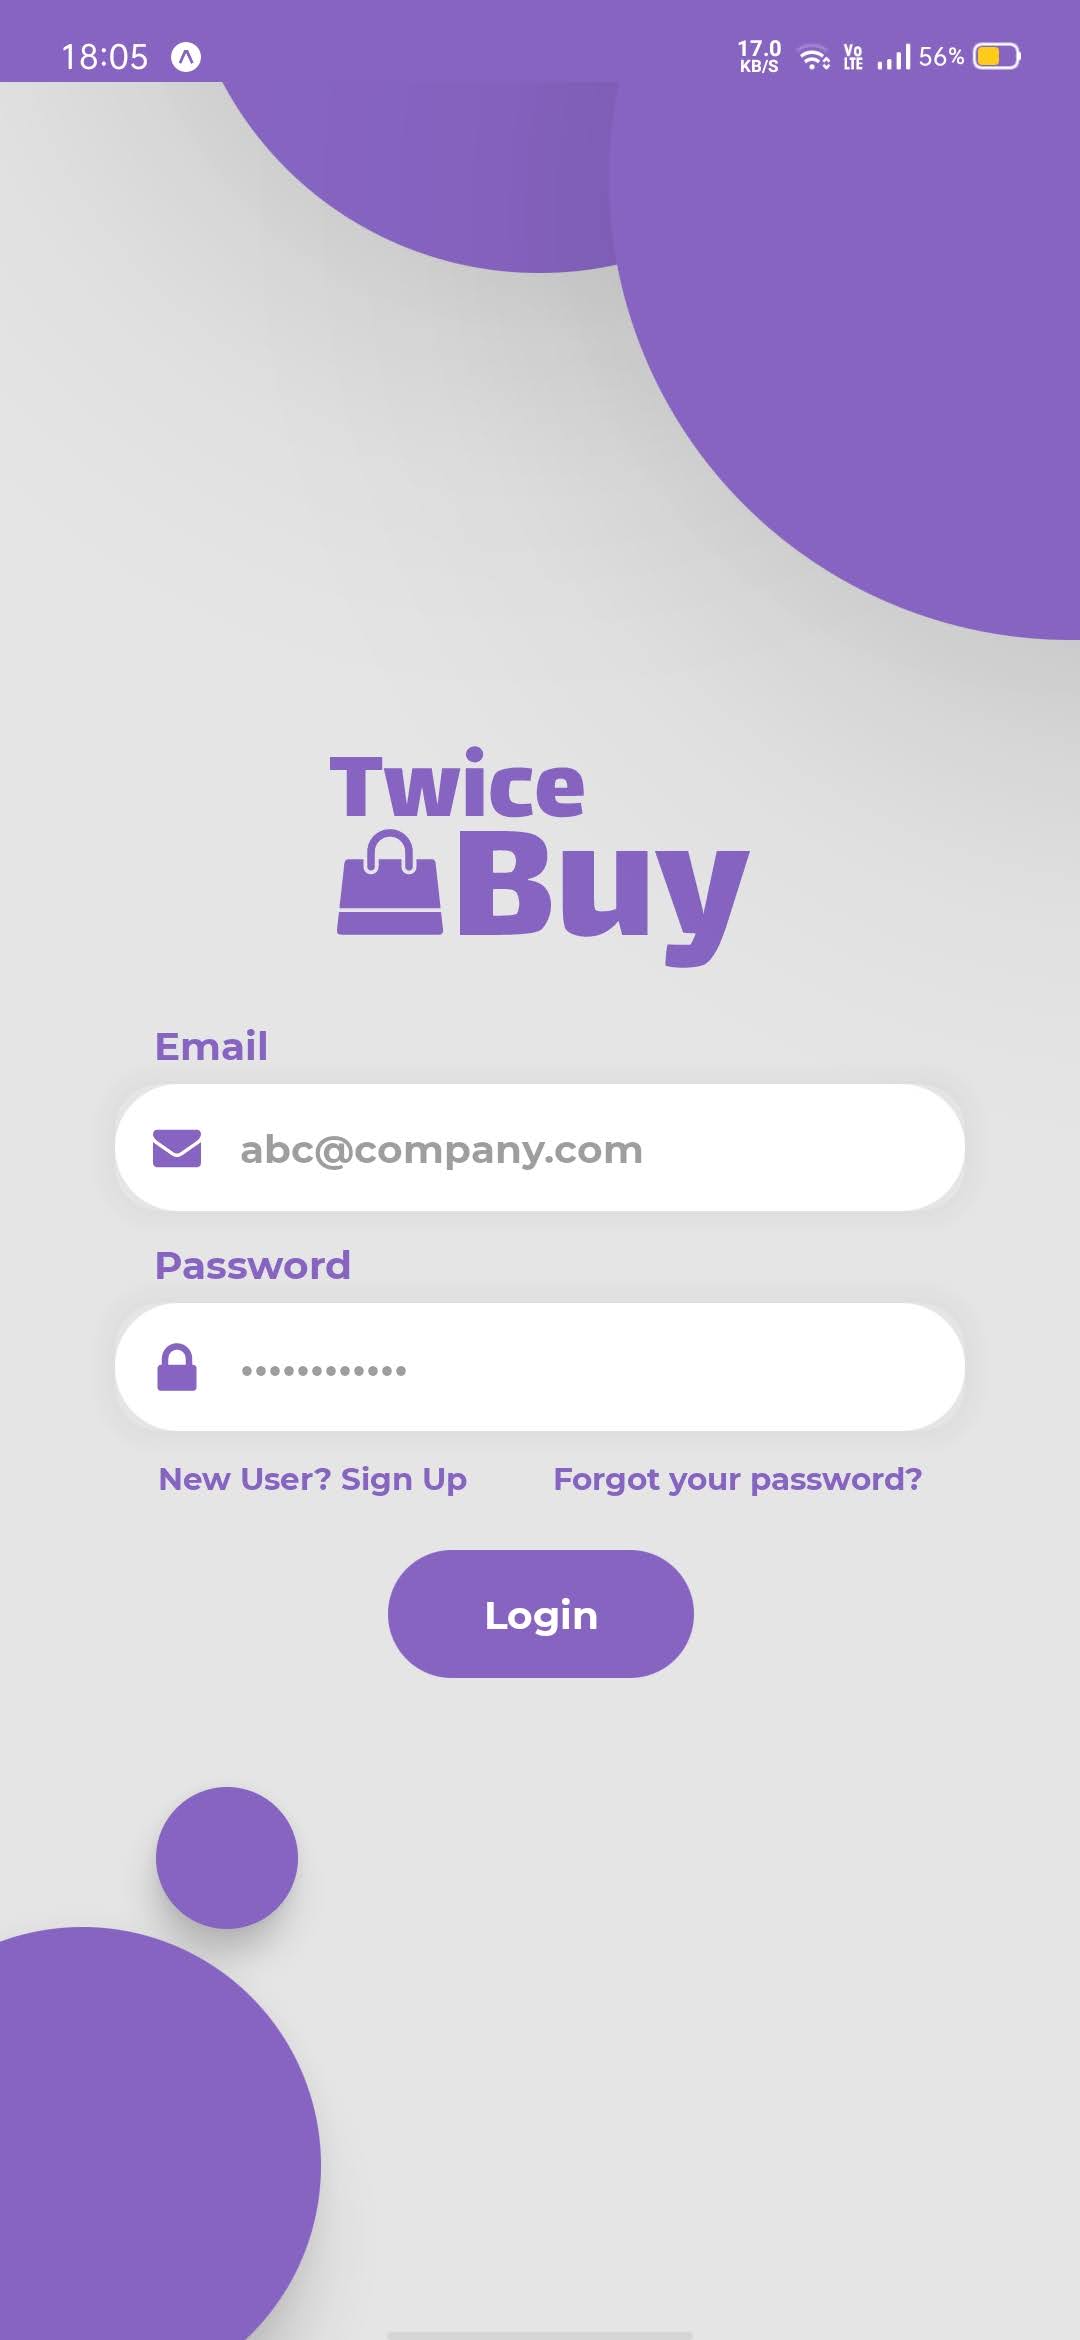 18:05 17.0 KB/S Vo LTE 56%
Twice
Buy
Email
abc@company.com
Password
••••••••••••
New User? Sign Up Forgot your password?
Login